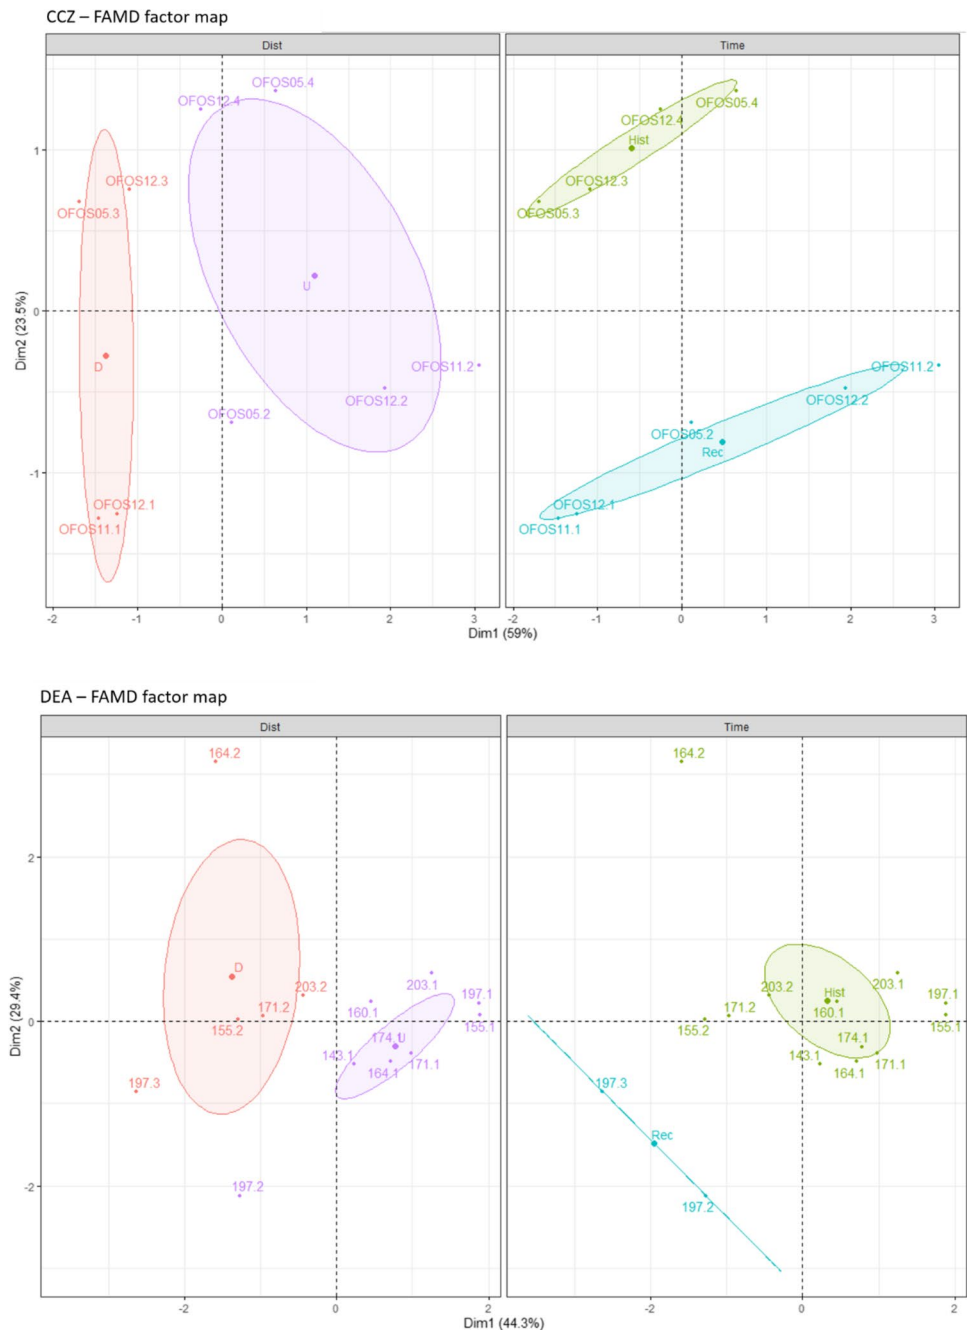 CCZ – FAMD factor map
Dist
Time
OFOS05.4
OFOS12.4
OFOS12.3
OFOS05.3
U
D
OFOS11.2
OFOS12.2
OFOS05.2
OFOS12.1
OFOS11.1
OFOS05.4
OFOS12.4
Hist
OFOS12.3
OFOS05.3
OFOS11.2
OFOS12.2
OFOS05.2
Rec
OFOS12.1
OFOS11.1
1
0
-1
Dim2 (23.5%)
-2 -1 0 1 2 3
-2 -1 0 1 2 3
Dim1 (59%)
DEA – FAMD factor map
Dist
Time
164.2
D
203.2
171.2
155.2
197.3
203.1
197.1
160.1
155.1
174.1
U
143.1
164.1
171.1
197.2
164.2
203.2
Hist
203.1
197.1
171.2
160.1
155.2
155.1
174.1
143.1
164.1
171.1
197.3
Rec
197.2
2
0
-2
Dim2 (29.4%)
-2 0 2
-2 0 2
Dim1 (44.3%)